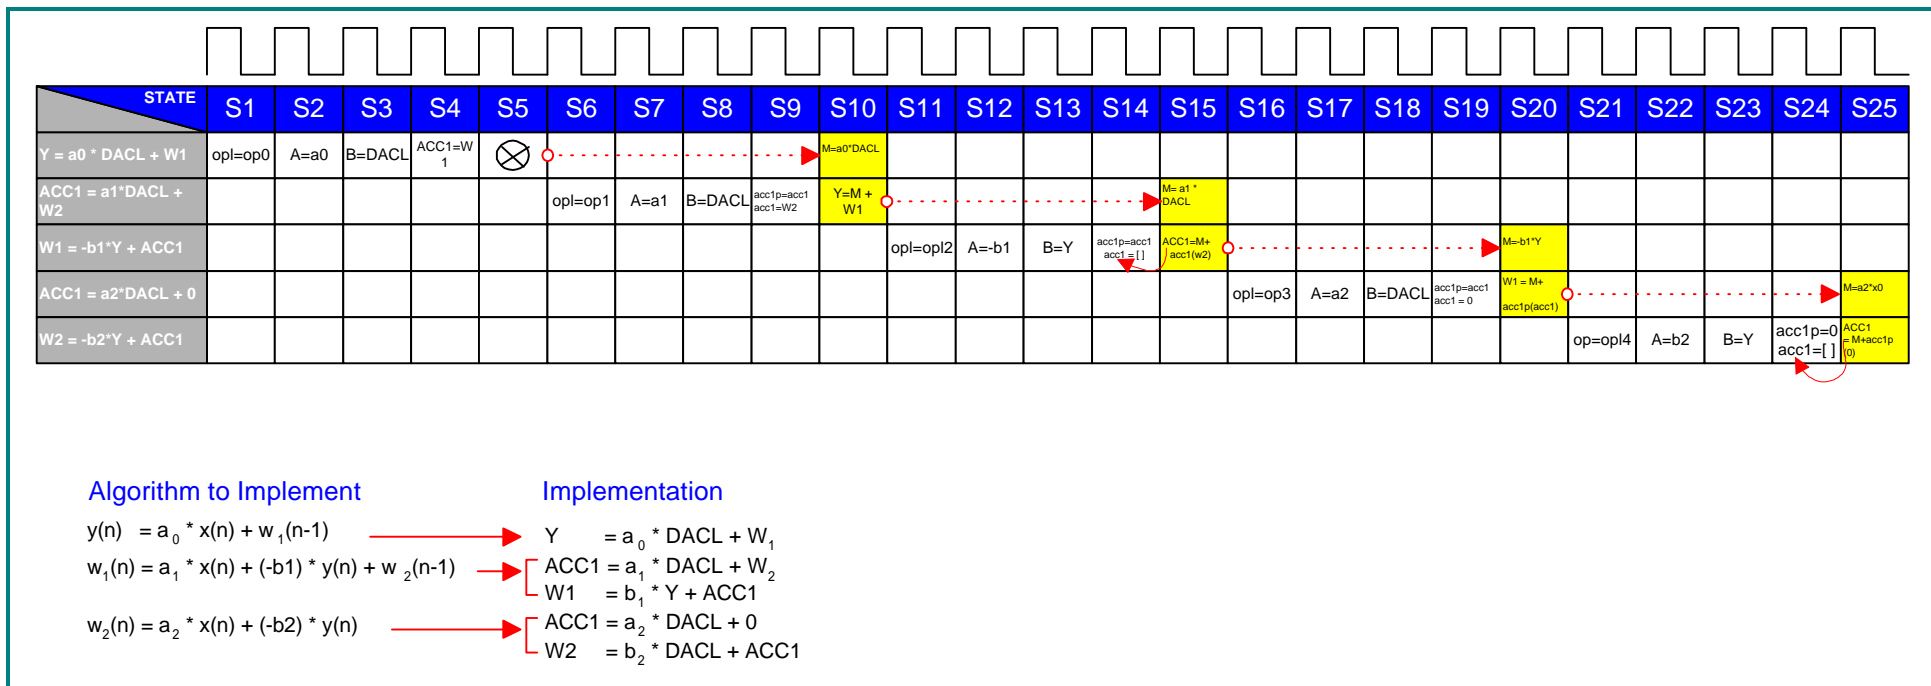 STATE S1 S2 S3 S4 S5 S6 S7 S8 S9 S10 S11 S12 S13 S14 S15 S16 S17 S18 S19 S20 S21 S22 S23 S24 S25
Y = a0 * DACL + W1
opl=op0
A=a0
B=DACL
ACC1=W
1
M=a0*DACL
ACC1 = a1*DACL +
W2
opl=op1
A=a1
B=DACL
acc1p=acc1
acc1=W2
Y=M +
W1
M= a1 *
DACL
W1 = -b1*Y + ACC1
opl=opl2
A=-b1
B=Y
acc1p=acc1
acc1 = [ ]
ACC1=M+
acc1(w2)
M=-b1*Y
ACC1 = a2*DACL + 0
opl=op3
A=a2
B=DACL
acc1p=acc1
acc1 = 0
W1 = M+
acc1p(acc1)
M=a2*x0
W2 = -b2*Y + ACC1
op=opl4
A=b2
B=Y
acc1p=0
acc1=[ ]
ACC1
= M+acc1p
(0)
Algorithm to Implement
y(n) = a0 * x(n) + w1(n-1)
w1(n) = a1 * x(n) + (-b1) * y(n) + w2(n-1)
w2(n) = a2 * x(n) + (-b2) * y(n)
Implementation
Y = a0 * DACL + W1
ACC1 = a1 * DACL + W2
W1 = b1 * Y + ACC1
ACC1 = a2 * DACL + 0
W2 = b2 * DACL + ACC1